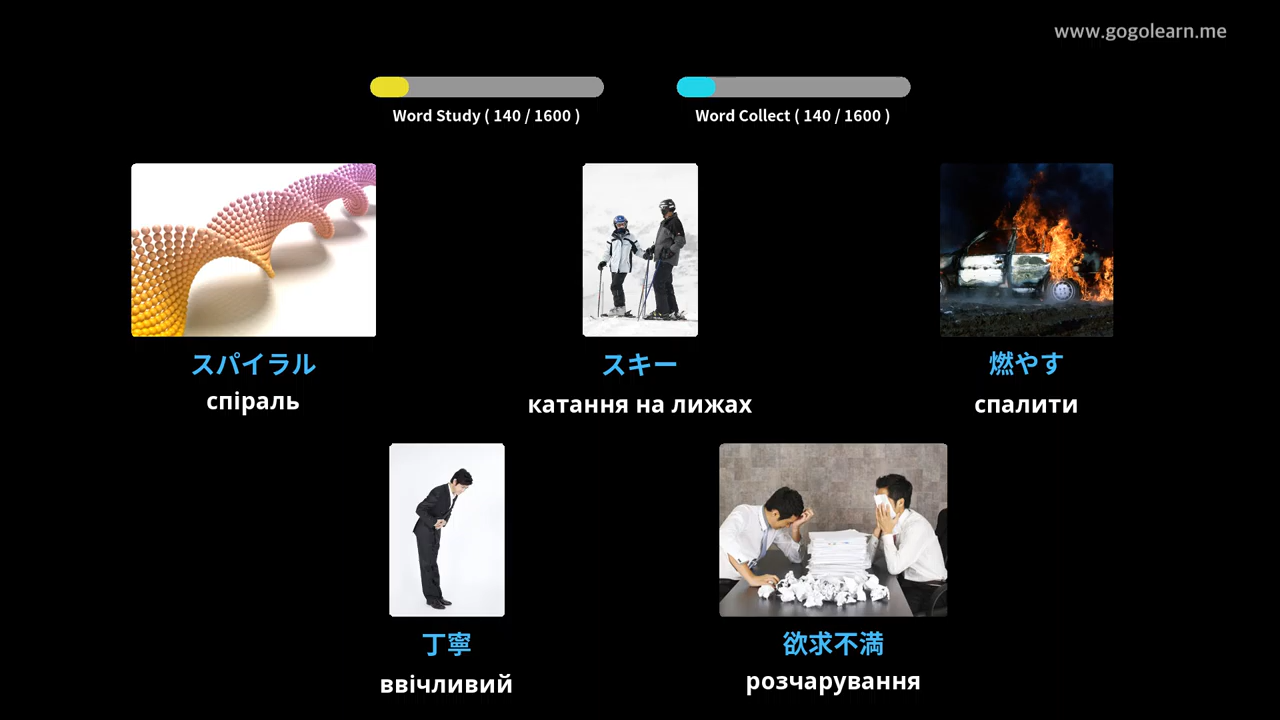 www.gogolearn.me
Word Study ( 140 / 1600 )
Word Collect ( 140 / 1600 )
スパイラル
спіраль
スキー
катання на лижах
燃やす
спалити
丁寧
ввічливий
欲求不満
розчарування